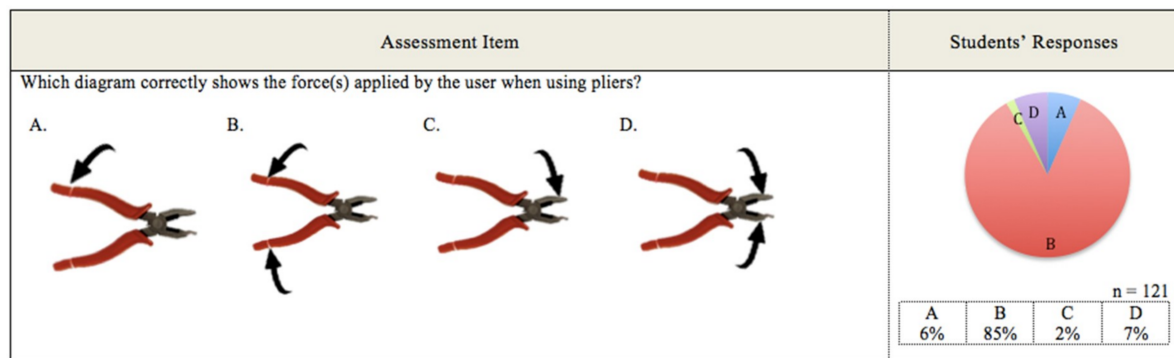 Assessment Item
Students' Responses
Which diagram correctly shows the force(s) applied by the user when using pliers?
A.
B.
C.
D.
C
D
A
B
n = 121
A
B
C
D
6%
85%
2%
7%